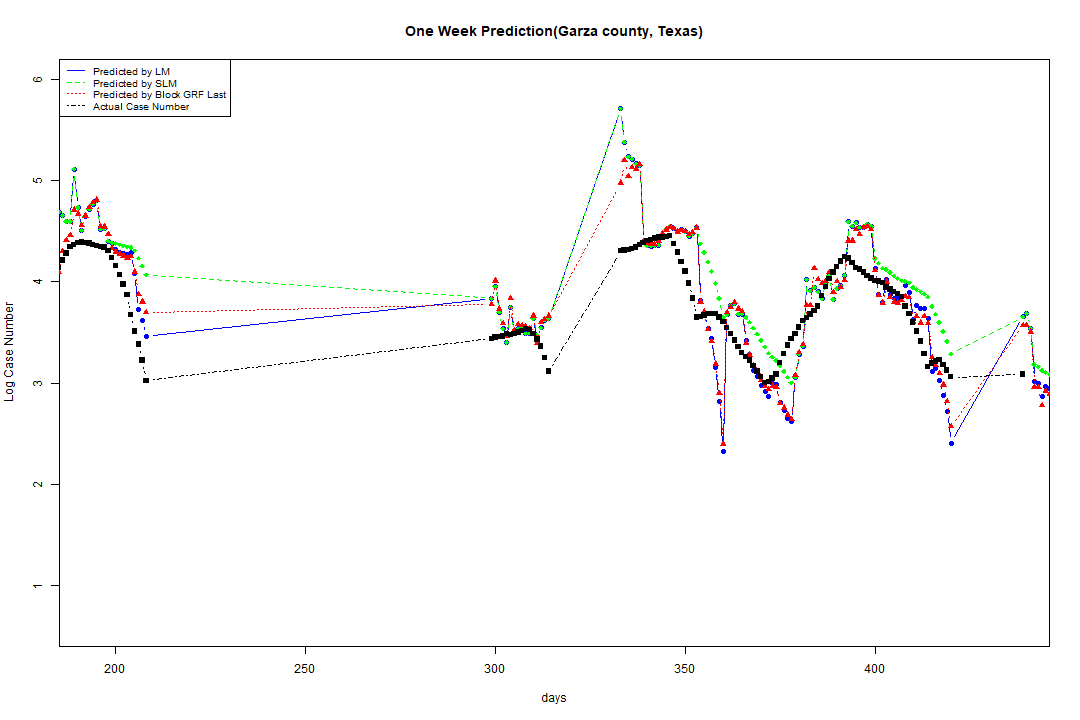 One Week Prediction(Garza county, Texas)
Predicted by LM
Predicted by SLM
Predicted by Block GRF Last
Actual Case Number
Log Case Number
6
5
4
3
2
1
200
250
300
350
400
days